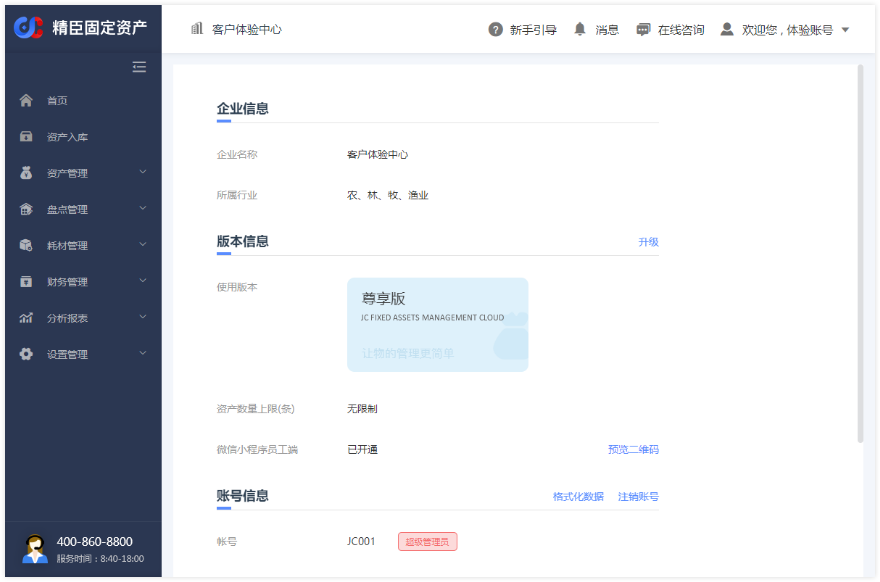 精臣固定资产
客户体验中心
新手引导
消息
在线咨询
欢迎您，体验账号
首页
资产入库
资产管理
盘点管理
耗材管理
财务管理
分析报表
设置管理
400-860-8800
服务时间：8:40-18:00
企业信息
企业名称 客户体验中心
所属行业 农、林、牧、渔业
版本信息 升级
使用版本
尊享版
JC FIXED ASSETS MANAGEMENT CLOUD
让物的管理更简单
资产数量上限(条) 无限制
微信小程序员工端 已开通 预览二维码
账号信息 格式化数据 注销账号
帐号 JC001 超级管理员